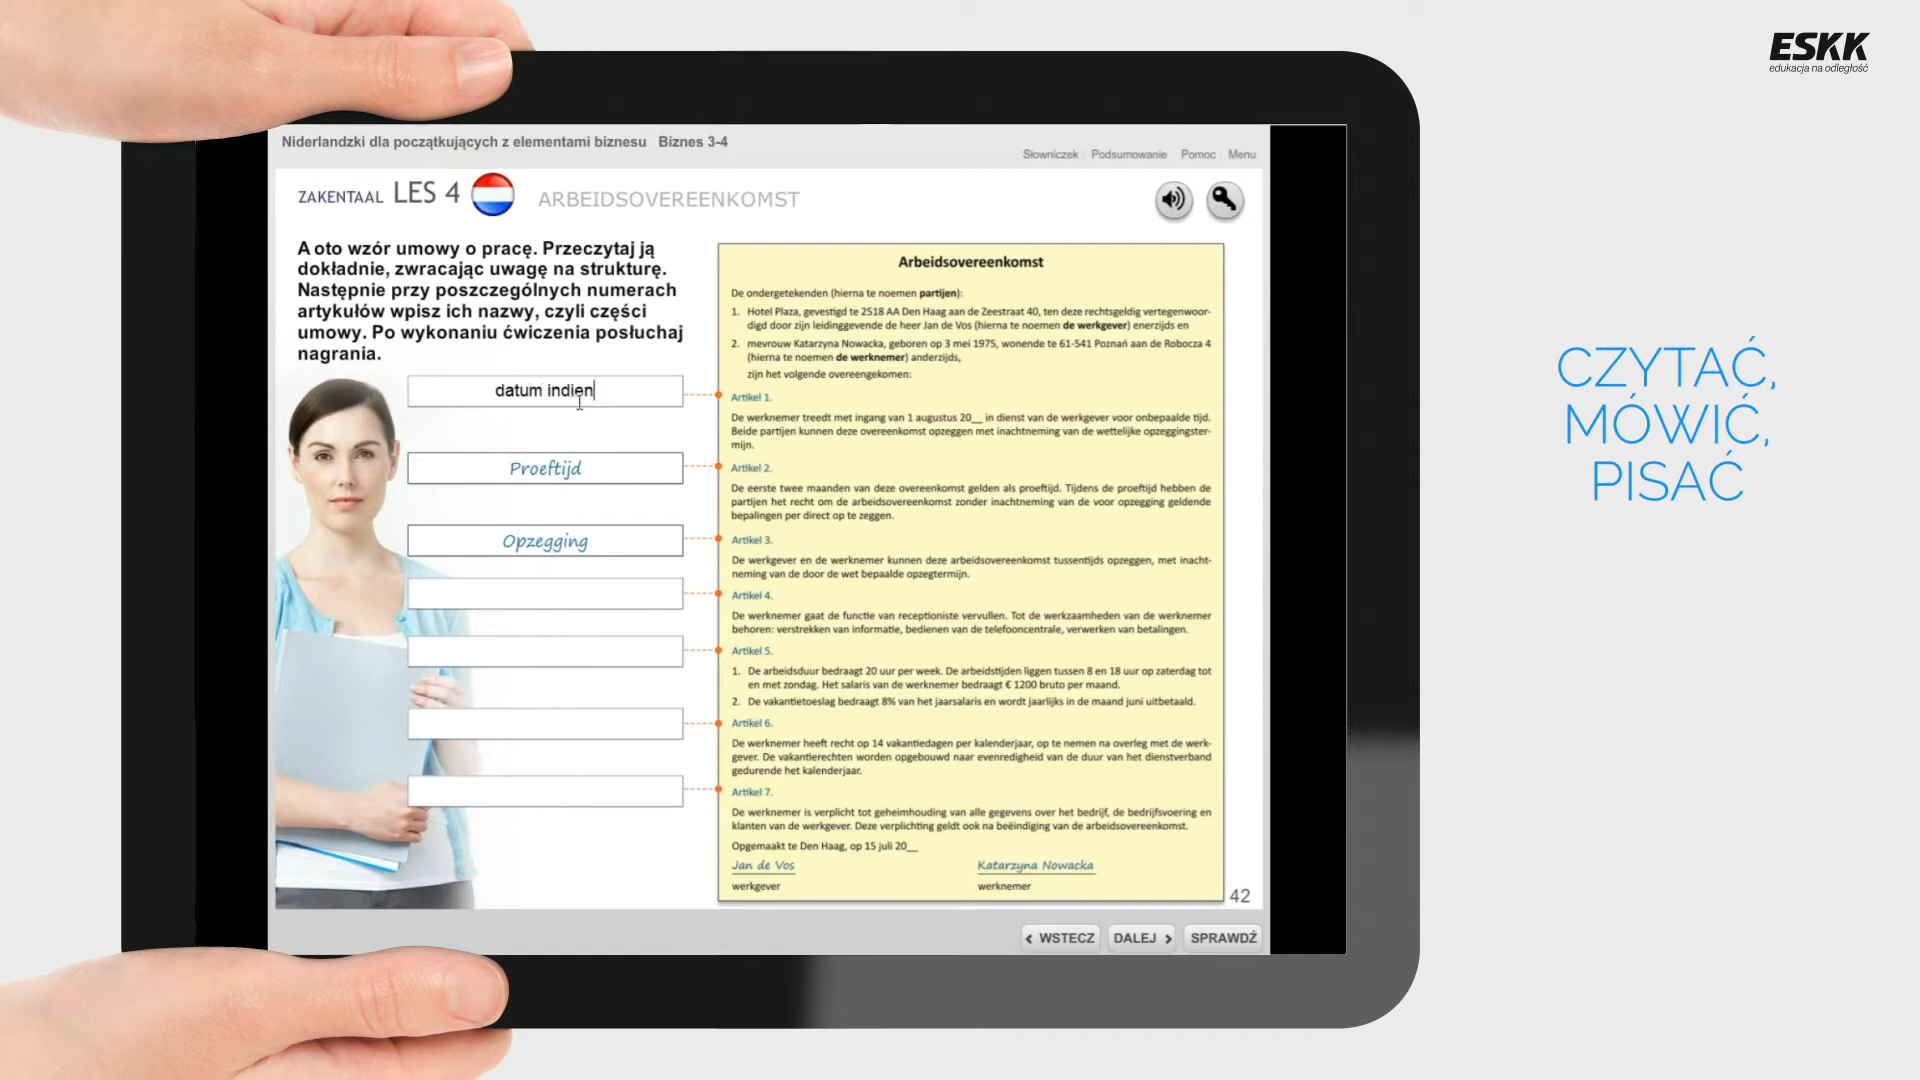 ESKK
edukacja na odległość
Niderlandzki dla początkujących z elementami biznesu Biznes 3-4
Słowniczek Podsumowanie Pomoc Menu
ZAKENTAAL LES 4 ARBEIDSOVEREENKOMST
A oto wzór umowy o pracę. Przeczytaj ją
dokładnie, zwracając uwagę na strukturę.
Następnie przy poszczególnych numerach
artykułów wpisz ich nazwy, czyli części
umowy. Po wykonaniu ćwiczenia posłuchaj
nagrania.
datum indien
Proeftijd
Opzegging
Arbeidsovereenkomst
De ondergetekenden (hierna te noemen partijen):
1. Hotel Plaza, gevestigd te 2518 AA Den Haag aan de Zeestraat 40, ten deze rechtsgeldig vertegenwoor-
digd door zijn leidinggevende de heer Jan de Vos (hierna te noemen de werkgever) enerzijds en
2. mevrouw Katarzyna Nowacka, geboren op 3 mei 1975, wonende te 61-541 Poznań aan de Robocza 4
(hierna te noemen de werknemer) anderzijds,
zijn het volgende overeengekomen:
Artikel 1.
De werknemer treedt met ingang van 1 augustus 20__ in dienst van de werkgever voor onbepaalde tijd.
Beide partijen kunnen deze overeenkomst opzeggen met inachtneming van de wettelijke opzeggingster-
mijn.
Artikel 2.
De eerste twee maanden van deze overeenkomst gelden als proeftijd. Tijdens de proeftijd hebben de
partijen het recht om de arbeidsovereenkomst zonder inachtneming van de voor opzegging geldende
bepalingen per direct op te zeggen.
Artikel 3.
De werkgever en de werknemer kunnen deze arbeidsovereenkomst tussentijds opzeggen, met inacht-
neming van de door de wet bepaalde opzegtermijn.
Artikel 4.
De werknemer gaat de functie van receptioniste vervullen. Tot de werkzaamheden van de werknemer
behoren: verstrekken van informatie, bedienen van de telefooncentrale, verwerken van betalingen.
Artikel 5.
1. De arbeidsduur bedraagt 20 uur per week. De arbeidstijden liggen tussen 8 en 18 uur op zaterdag tot
en met zondag. Het salaris van de werknemer bedraagt € 1200 bruto per maand.
2. De vakantietoeslag bedraagt 8% van het jaarsalaris en wordt jaarlijks in de maand juni uitbetaald.
Artikel 6.
De werknemer heeft recht op 14 vakantiedagen per kalenderjaar, op te nemen na overleg met de werk-
gever. De vakantierechten worden opgebouwd naar evenredigheid van de duur van het dienstverband
gedurende het kalenderjaar.
Artikel 7.
De werknemer is verplicht tot geheimhouding van alle gegevens over het bedrijf, de bedrijfsvoering en
klanten van de werkgever. Deze verplichting geldt ook na beëindiging van de arbeidsovereenkomst.
Opgemaakt te Den Haag, op 15 juli 20__
Jan de Vos Katarzyna Nowacka
werkgever werknemer
42
WSTECZ DALEJ SPRAWDŹ
CZYTAĆ,
MÓWIĆ,
PISAĆ